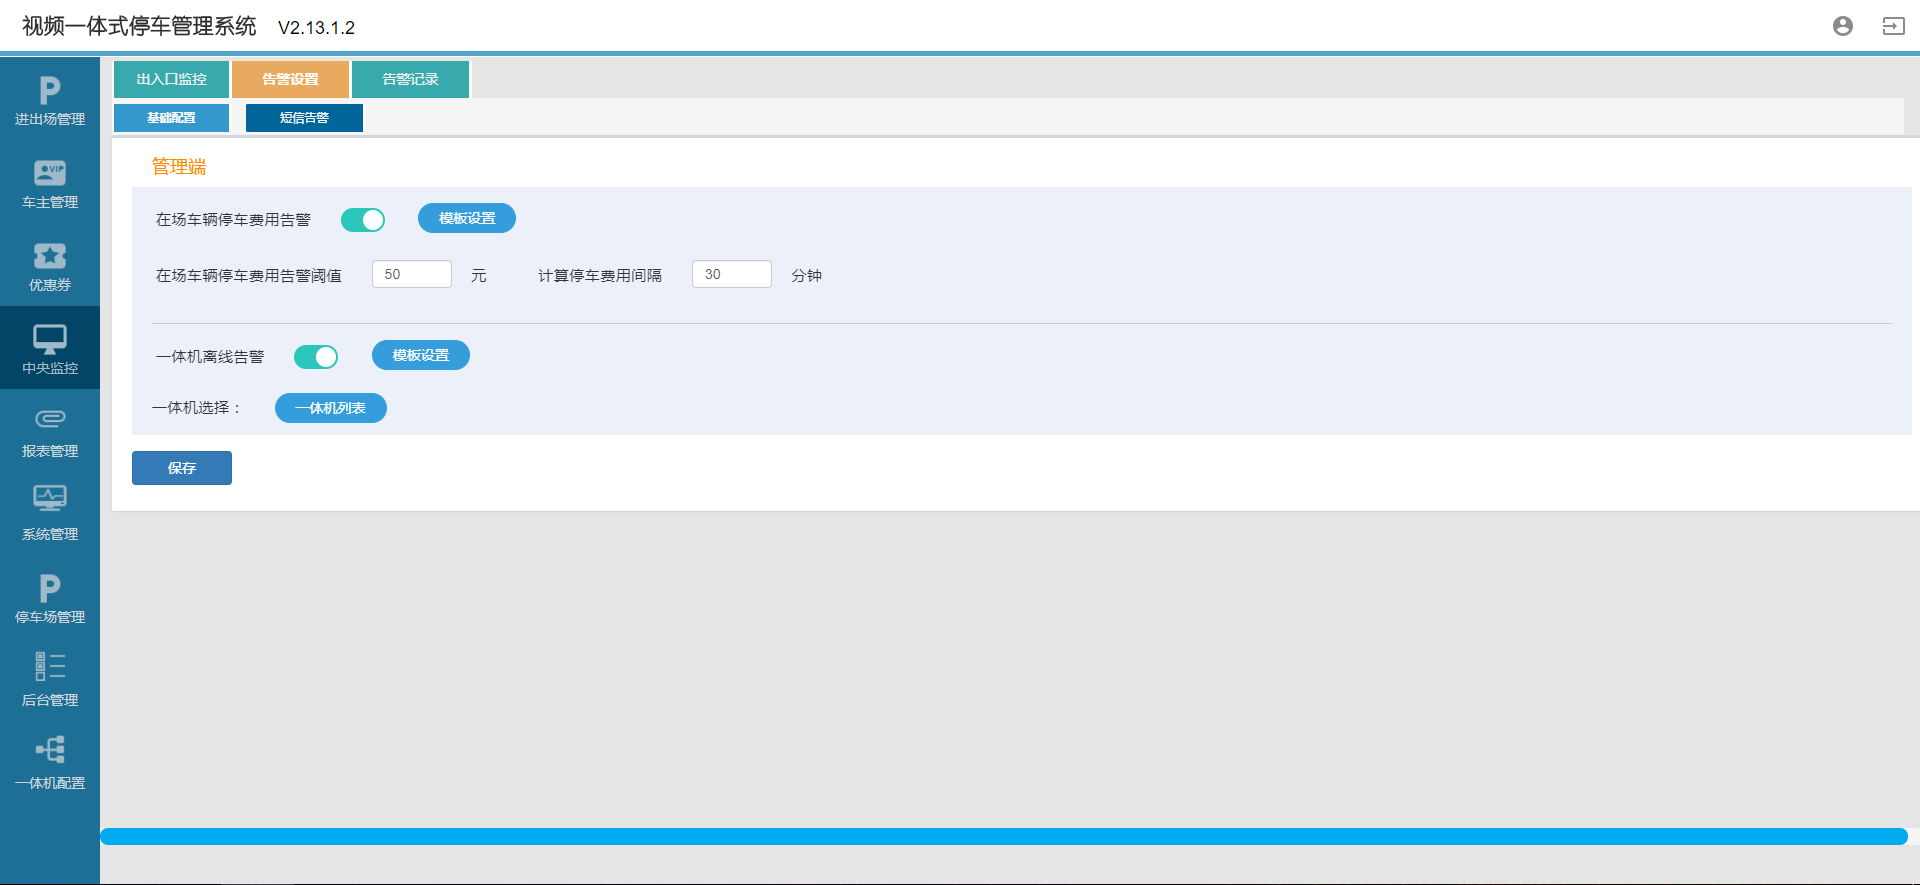 视频一体式停车管理系统 V2.13.1.2
进出场管理
VIP
车主管理
优惠券
中央监控
报表管理
系统管理
停车场管理
后台管理
一体机配置
出入口监控 告警设置 告警记录
基础配置 短信告警
管理端
在场车辆停车费用告警 模板设置
在场车辆停车费用告警阈值 50 元 计算停车费用间隔 30 分钟
一体机离线告警 模板设置
一体机选择： 一体机列表
保存